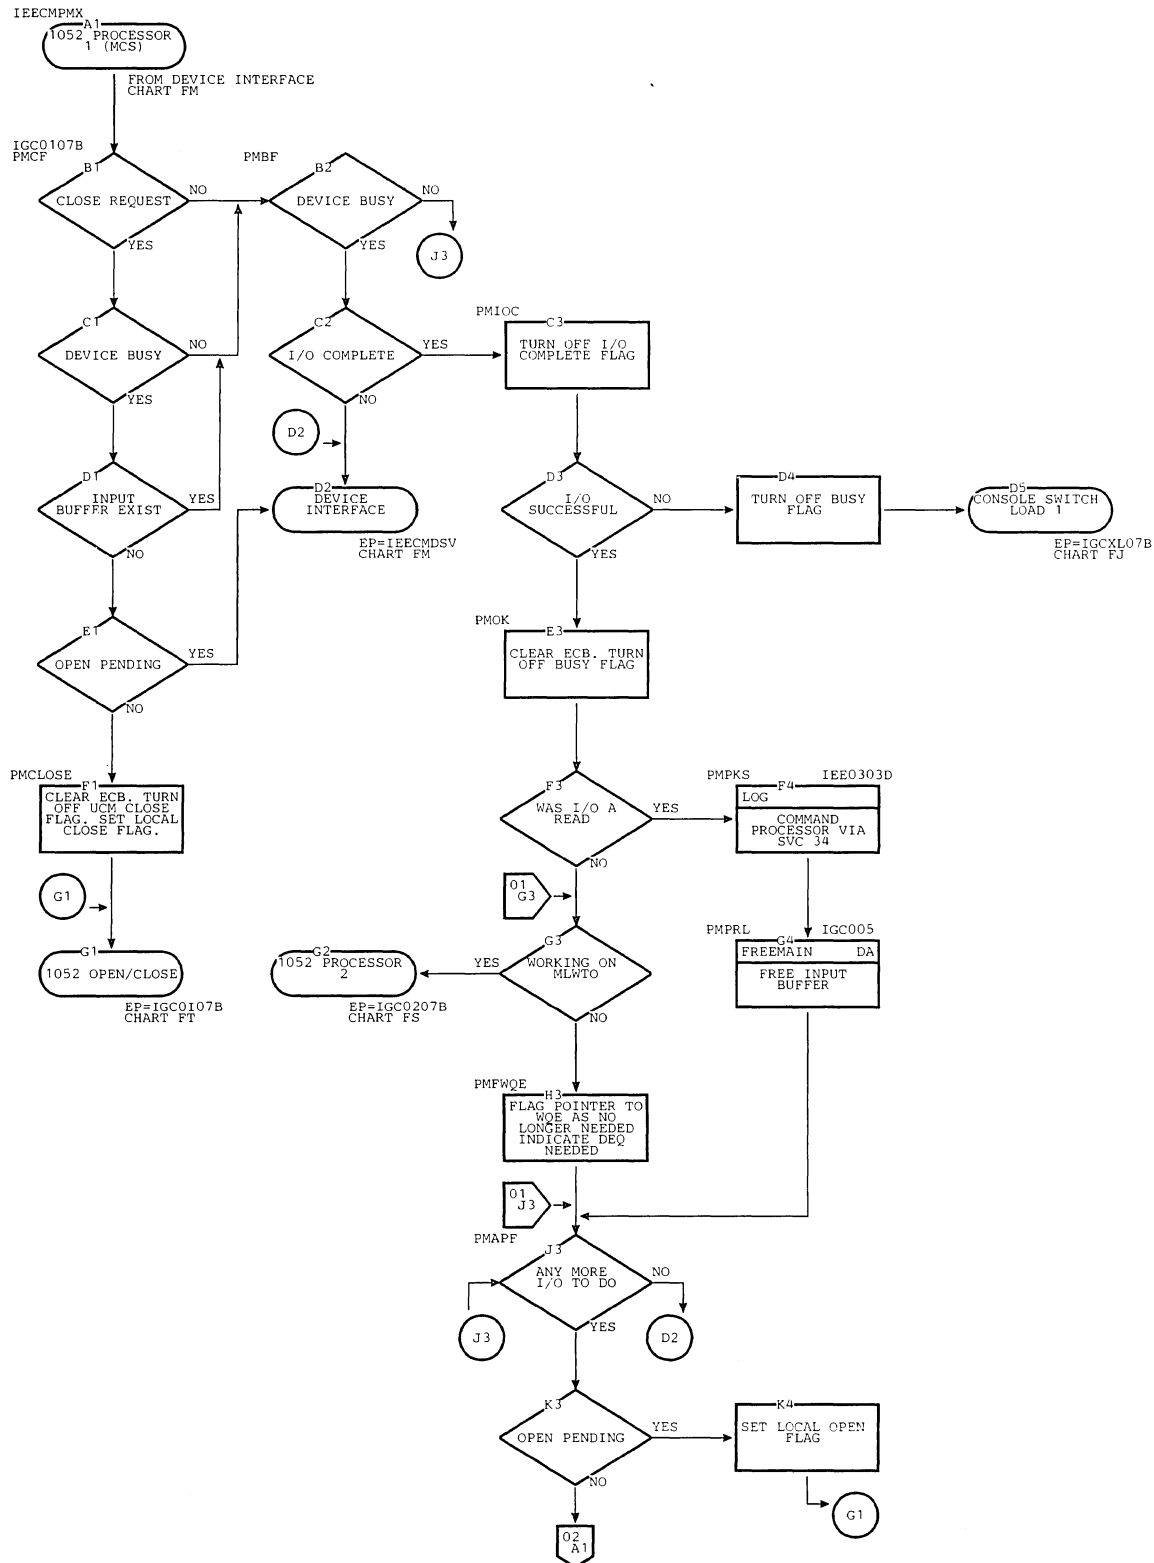 IEECMPMX
A1
1052 PROCESSOR
1 (MCS)
FROM DEVICE INTERFACE
CHART FM
IGC0107B
PMCF
B1
CLOSE REQUEST
NO
YES
PMBF
B2
DEVICE BUSY
NO
YES
J3
C1
DEVICE BUSY
NO
YES
C2
I/O COMPLETE
YES
NO
PMIOC
C3
TURN OFF I/O
COMPLETE FLAG
D2
D1
INPUT
BUFFER EXIST
YES
NO
D2
DEVICE
INTERFACE
EP=IEECMDSV
CHART FM
D3
I/O
SUCCESSFUL
NO
YES
D4
TURN OFF BUSY
FLAG
D5
CONSOLE SWITCH
LOAD 1
EP=IGCXL07B
CHART FJ
E1
OPEN PENDING
YES
NO
PMOK
E3
CLEAR ECB. TURN
OFF BUSY FLAG
PMCLOSE
F1
CLEAR ECB. TURN
OFF UCM CLOSE
FLAG. SET LOCAL
CLOSE FLAG.
F3
WAS I/O A
READ
YES
NO
PMPKS
IEE0303D
F4
LOG
COMMAND
PROCESSOR VIA
SVC 34
G1
01
G3
G1
1052 OPEN/CLOSE
EP=IGC0I07B
CHART FT
G2
1052 PROCESSOR
2
EP=IGC0207B
CHART FS
G3
WORKING ON
MLWTO
YES
NO
PMPRL
IGC005
G4
FREEMAIN DA
FREE INPUT
BUFFER
PMFWQE
H3
FLAG POINTER TO
WQE AS NO
LONGER NEEDED
INDICATE DEQ
NEEDED
01
J3
PMAPF
J3
ANY MORE
I/O TO DO
NO
YES
J3
D2
K3
OPEN PENDING
YES
NO
K4
SET LOCAL OPEN
FLAG
G1
02
A1